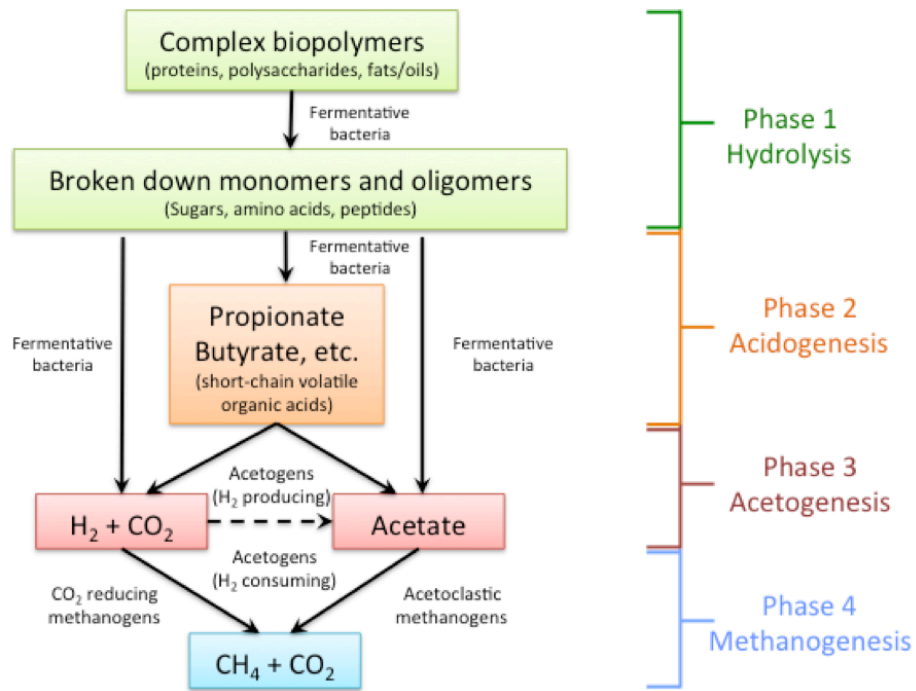 Complex biopolymers
(proteins, polysaccharides, fats/oils)
Fermentative
bacteria
Broken down monomers and oligomers
(Sugars, amino acids, peptides)
Fermentative
bacteria
Propionate
Butyrate, etc.
(short-chain volatile
organic acids)
Fermentative
bacteria
Fermentative
bacteria
Acetogens
(H₂ producing)
H₂ + CO₂
Acetate
Acetogens
(H₂ consuming)
CO₂ reducing
methanogens
Acetoclastic
methanogens
CH₄ + CO₂
Phase 1
Hydrolysis
Phase 2
Acidogenesis
Phase 3
Acetogenesis
Phase 4
Methanogenesis